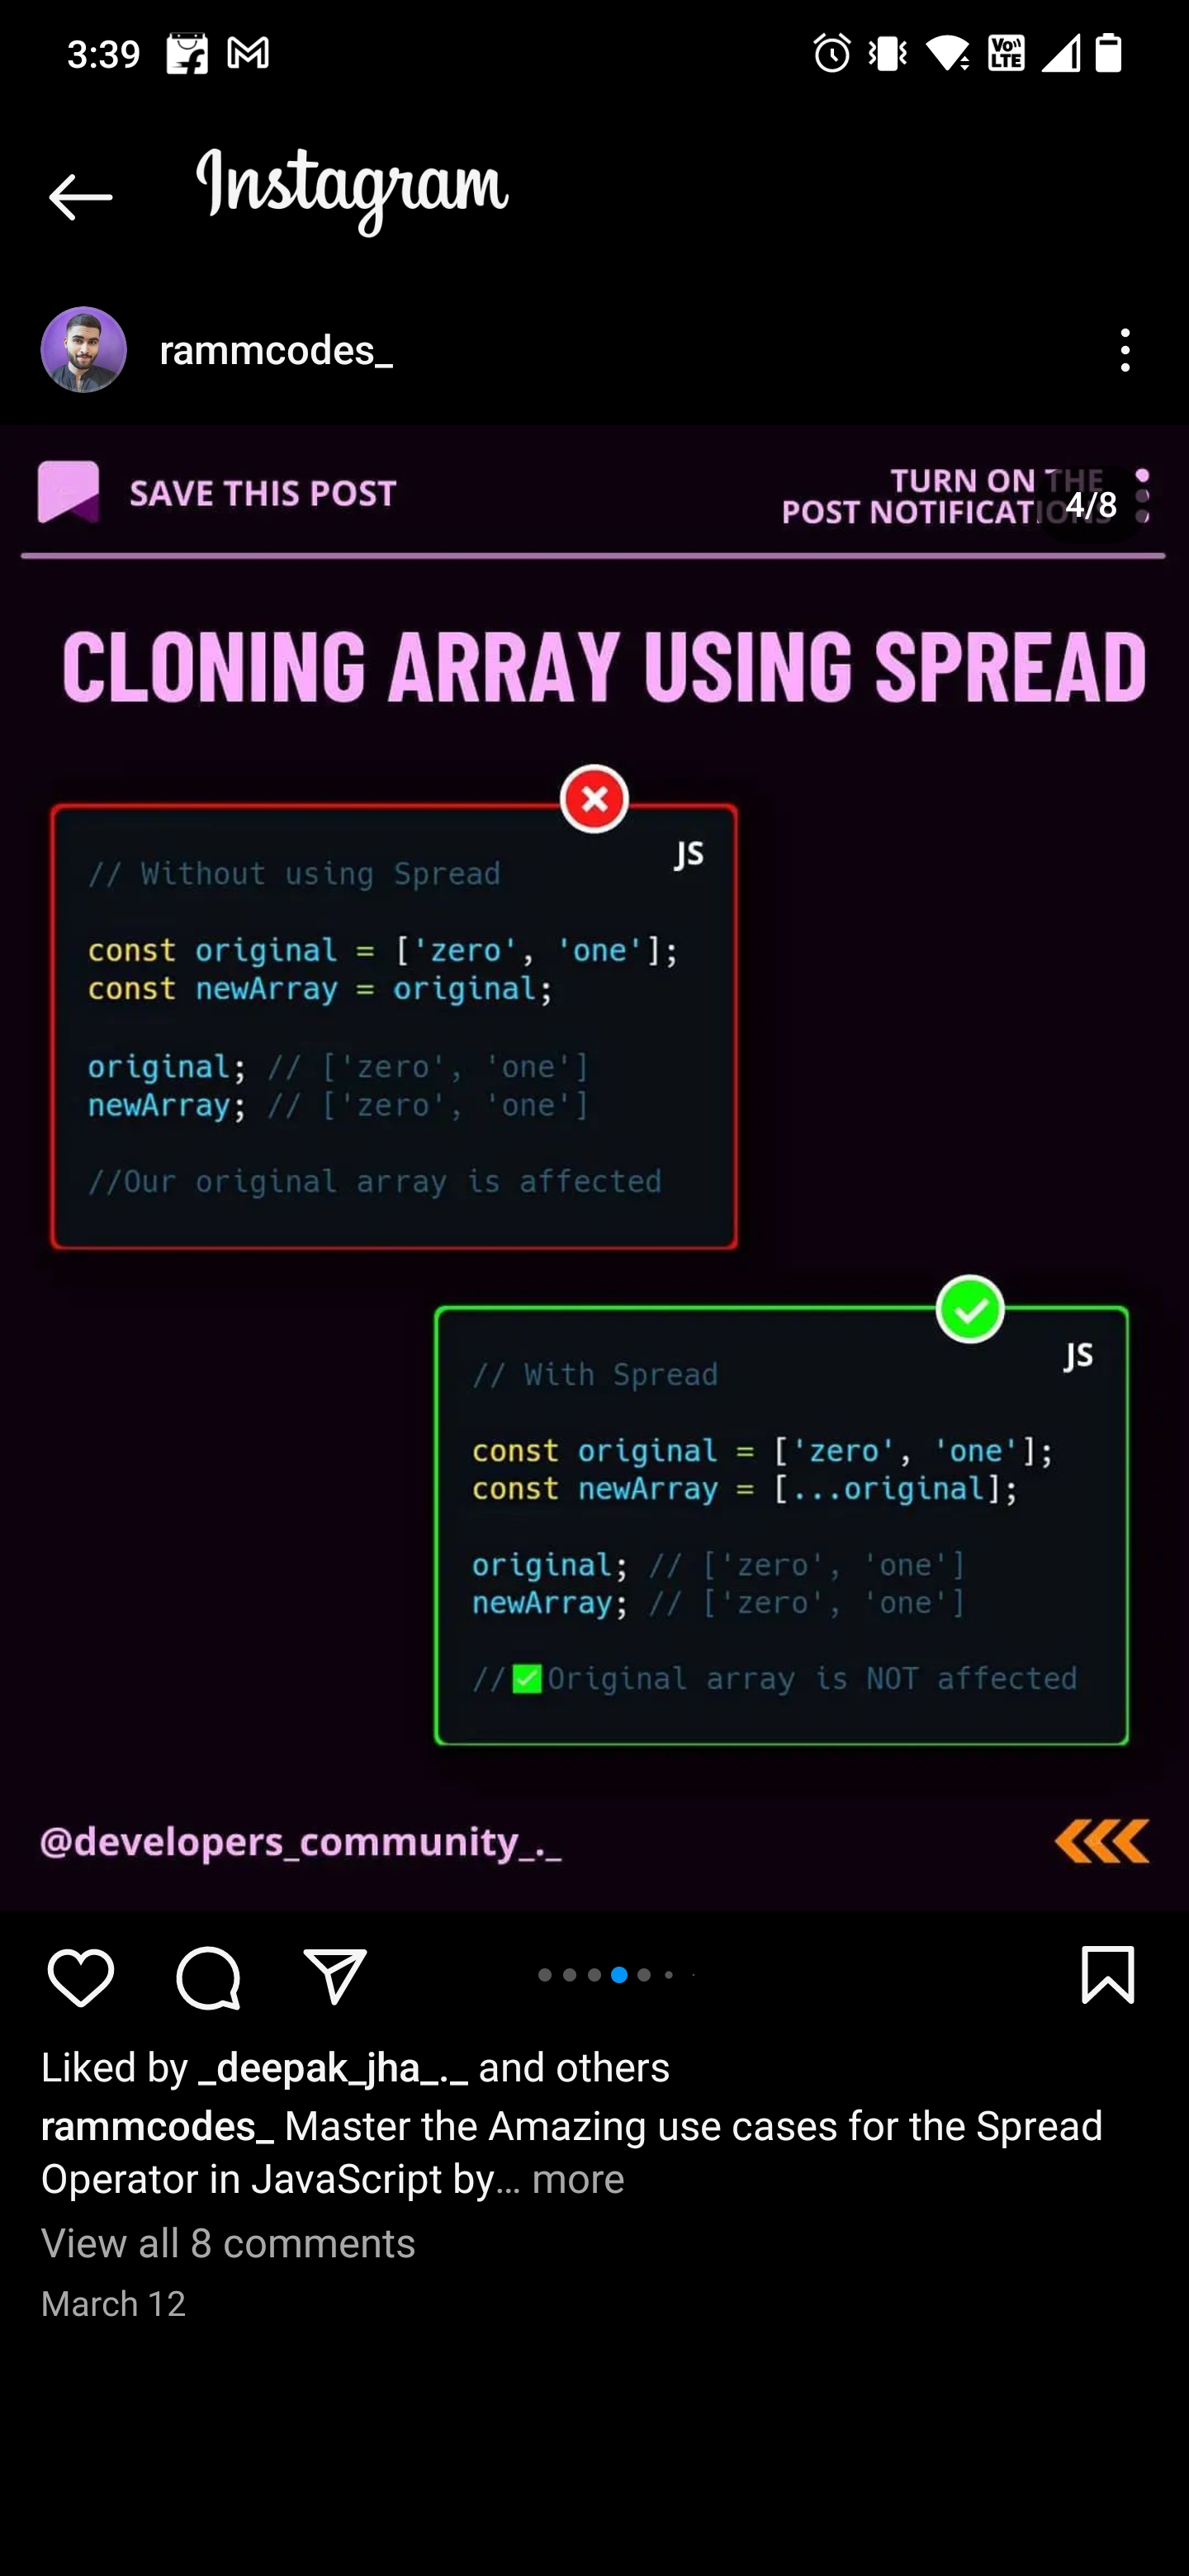 3:39
Vo)) LTE
Instagram
rammcodes_
SAVE THIS POST
TURN ON THE
POST NOTIFICATIONS
4/8
CLONING ARRAY USING SPREAD
JS
// Without using Spread
const original = ['zero', 'one'];
const newArray = original;
original; // ['zero', 'one']
newArray; // ['zero', 'one']
//Our original array is affected
JS
// With Spread
const original = ['zero', 'one'];
const newArray = [...original];
original; // ['zero', 'one']
newArray; // ['zero', 'one']
//✅Original array is NOT affected
@developers_community_._
Liked by _deepak_jha_._ and others
rammcodes_ Master the Amazing use cases for the Spread
Operator in JavaScript by... more
View all 8 comments
March 12